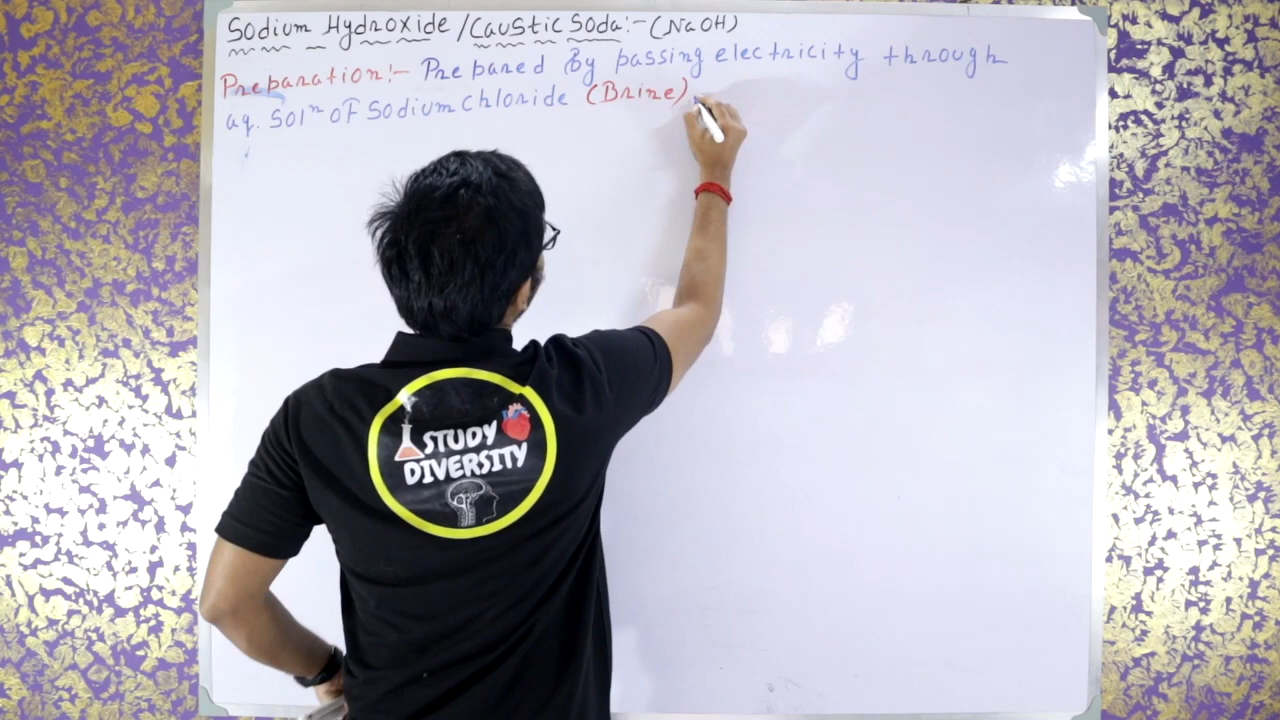 Sodium Hydroxide / Caustic Soda:- (NaOH)
Preparation:- Prepared By passing electricity through
aq. Solⁿ OF Sodium Chloride (Brine)
STUDY
DIVERSITY